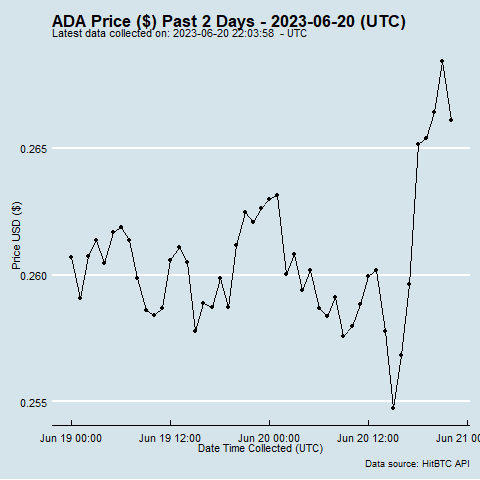 ADA Price ($) Past 2 Days - 2023-06-20 (UTC)
Latest data collected on: 2023-06-20 22:03:58  - UTC
0.265
0.260
0.255
Price USD ($)
Jun 19 00:00
Jun 19 12:00
Jun 20 00:00
Jun 20 12:00
Jun 21 00
Date Time Collected (UTC)
Data source: HitBTC API